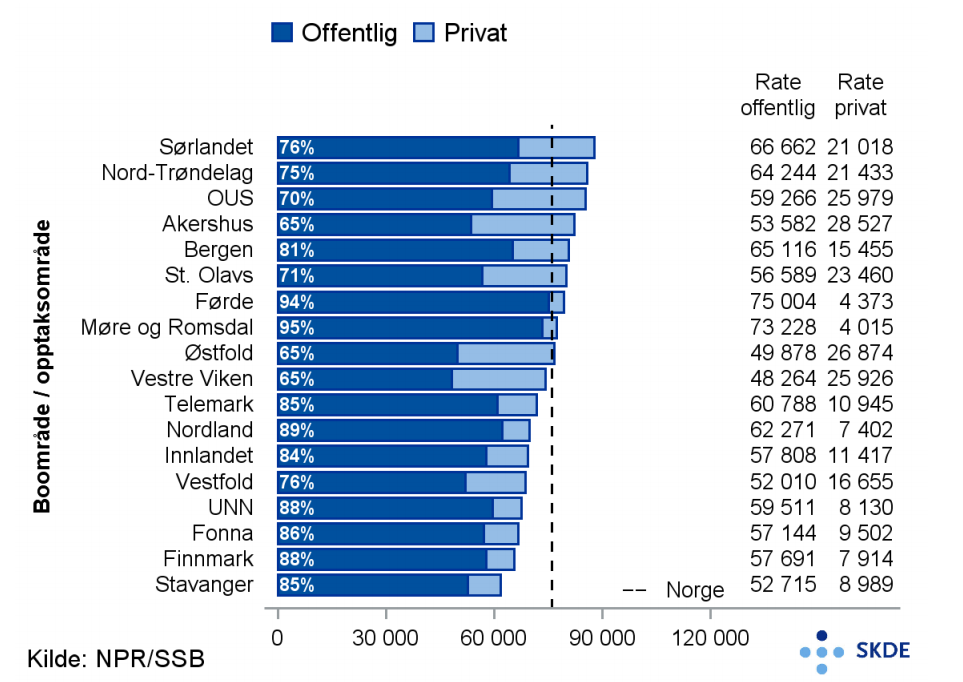 Offentlig Privat
Rate Rate
offentlig privat
Boområde / opptaksområde
Sørlandet 76% 66 662 21 018
Nord-Trøndelag 75% 64 244 21 433
OUS 70% 59 266 25 979
Akershus 65% 53 582 28 527
Bergen 81% 65 116 15 455
St. Olavs 71% 56 589 23 460
Førde 94% 75 004 4 373
Møre og Romsdal 95% 73 228 4 015
Østfold 65% 49 878 26 874
Vestre Viken 65% 48 264 25 926
Telemark 85% 60 788 10 945
Nordland 89% 62 271 7 402
Innlandet 84% 57 808 11 417
Vestfold 76% 52 010 16 655
UNN 88% 59 511 8 130
Fonna 86% 57 144 9 502
Finnmark 88% 57 691 7 914
Stavanger 85% 52 715 8 989
Norge
0 30 000 60 000 90 000 120 000
Kilde: NPR/SSB
SKDE